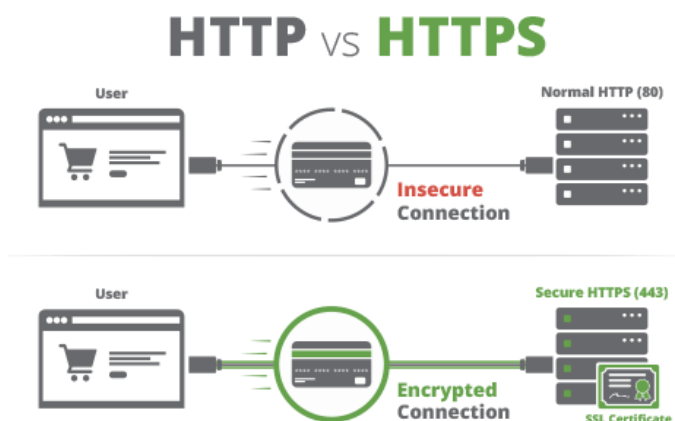 HTTP vs HTTPS
User
Normal HTTP (80)
Insecure
Connection
User
Secure HTTPS (443)
Encrypted
Connection
SSL Certificate